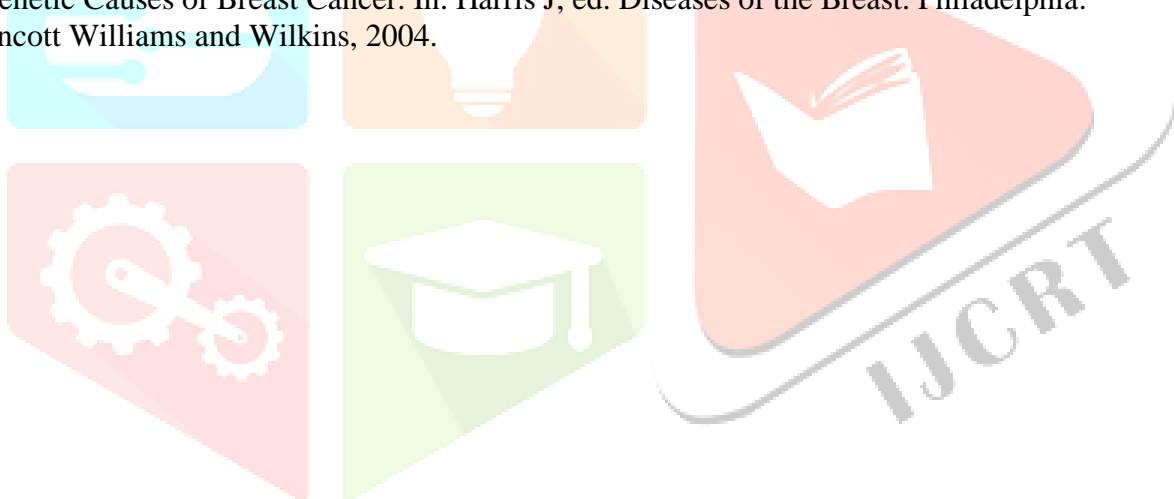 enetic Causes of Breast Cancer. In: Harris J, ed. Diseases of the Breast. Philadelphia:
ncott Williams and Wilkins, 2004.
IJCRT